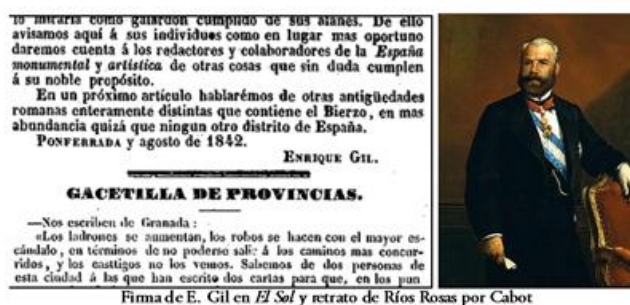 lo miraria como galardon cumplido de sus afanes. De ello
avisamos aquí á sus individuos como en lugar mas oportuno
daremos cuenta á los redactores y colaboradores de la España
monumental y artistica de otras cosas que sin duda cumplen
á su noble propósito.
En un próximo artículo hablarémos de otras antigüedades
romanas enteramente distintas que contiene el Bierzo, en mas
abundancia quizá que ningun otro distrito de España.
PONFERRADA y agosto de 1842.
ENRIQUE GIL.
GACETILLA DE PROVINCIAS.
—Nos escriben de Granada:
«Los ladrones se aumentan, los robos se hacen con el mayor es-
cándalo, en términos de no poderse salir á los caminos mas concur-
ridos, y los casttigos no los vemos. Sabemos de dos personas de
esta ciudad á las que han escrito dos cartas para que, en los pun
Firma de E. Gil en El Sol y retrato de Ríos Rosas por Cabot